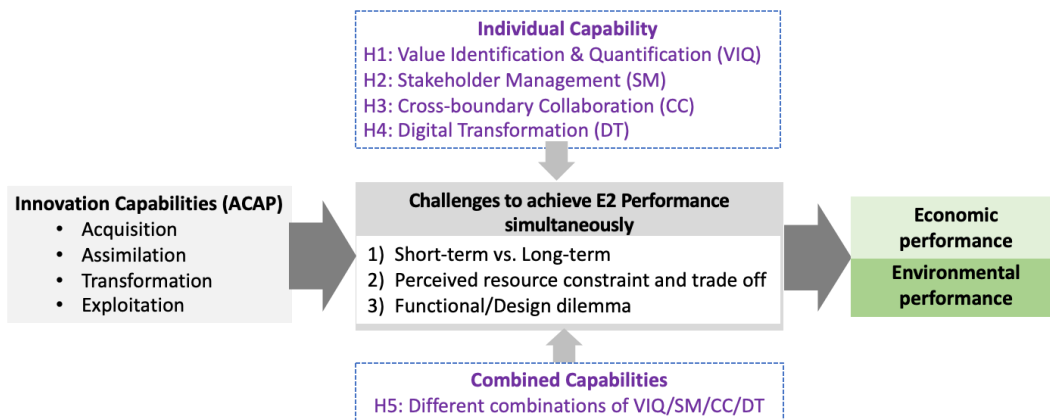 Individual Capability
H1: Value Identification & Quantification (VIQ)
H2: Stakeholder Management (SM)
H3: Cross-boundary Collaboration (CC)
H4: Digital Transformation (DT)
Innovation Capabilities (ACAP)
• Acquisition
• Assimilation
• Transformation
• Exploitation
Challenges to achieve E2 Performance
simultaneously
1) Short-term vs. Long-term
2) Perceived resource constraint and trade off
3) Functional/Design dilemma
Economic
performance
Environmental
performance
Combined Capabilities
H5: Different combinations of VIQ/SM/CC/DT